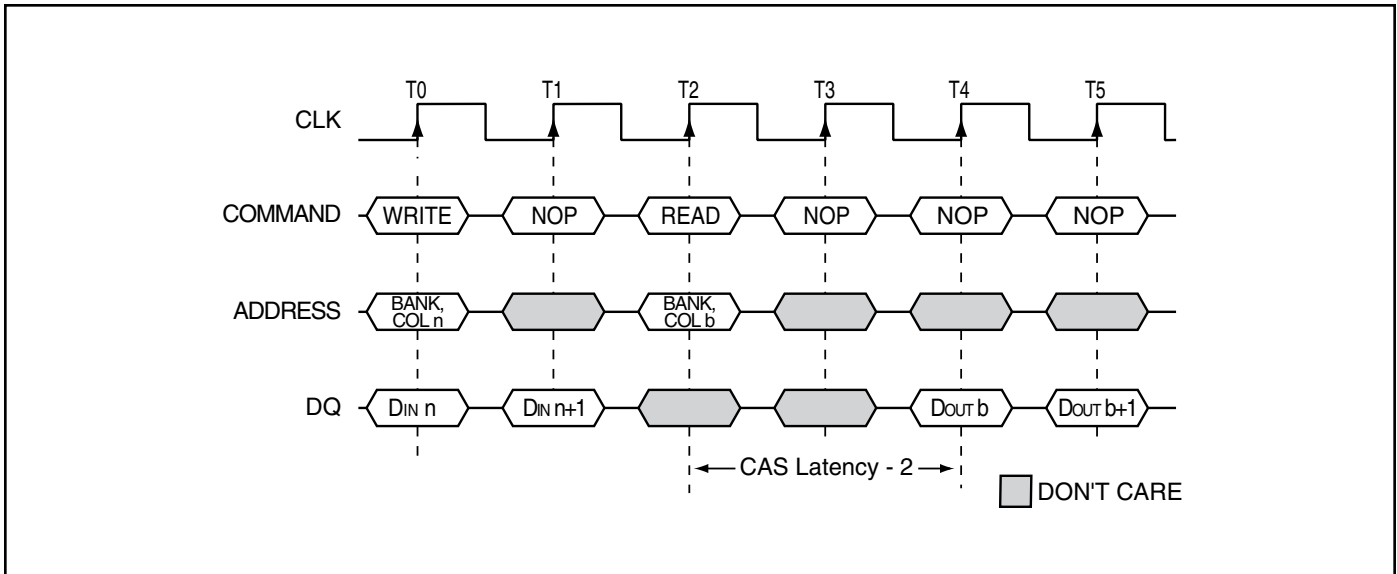 T0 T1 T2 T3 T4 T5
CLK
COMMAND WRITE NOP READ NOP NOP NOP
ADDRESS BANK, COL n BANK, COL b
DQ DIN n DIN n+1 DOUT b DOUT b+1
CAS Latency - 2
DON'T CARE